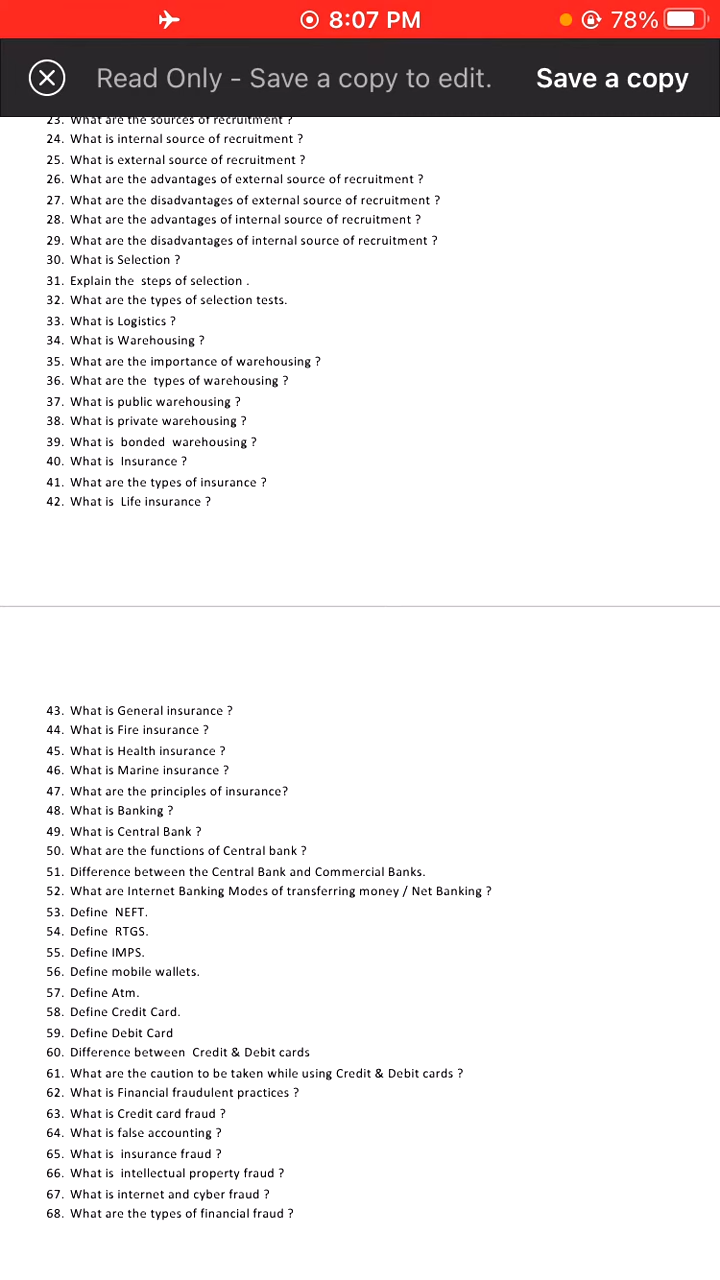 8:07 PM
78%
Read Only - Save a copy to edit.
Save a copy
23. What are the sources of recruitment ?
24. What is internal source of recruitment ?
25. What is external source of recruitment ?
26. What are the advantages of external source of recruitment ?
27. What are the disadvantages of external source of recruitment ?
28. What are the advantages of internal source of recruitment ?
29. What are the disadvantages of internal source of recruitment ?
30. What is Selection ?
31. Explain the steps of selection .
32. What are the types of selection tests.
33. What is Logistics ?
34. What is Warehousing ?
35. What are the importance of warehousing ?
36. What are the types of warehousing ?
37. What is public warehousing ?
38. What is private warehousing ?
39. What is bonded warehousing ?
40. What is Insurance ?
41. What are the types of insurance ?
42. What is Life insurance ?
43. What is General insurance ?
44. What is Fire insurance ?
45. What is Health insurance ?
46. What is Marine insurance ?
47. What are the principles of insurance?
48. What is Banking ?
49. What is Central Bank ?
50. What are the functions of Central bank ?
51. Difference between the Central Bank and Commercial Banks.
52. What are Internet Banking Modes of transferring money / Net Banking ?
53. Define NEFT.
54. Define RTGS.
55. Define IMPS.
56. Define mobile wallets.
57. Define Atm.
58. Define Credit Card.
59. Define Debit Card
60. Difference between Credit & Debit cards
61. What are the caution to be taken while using Credit & Debit cards ?
62. What is Financial fraudulent practices ?
63. What is Credit card fraud ?
64. What is false accounting ?
65. What is insurance fraud ?
66. What is intellectual property fraud ?
67. What is internet and cyber fraud ?
68. What are the types of financial fraud ?